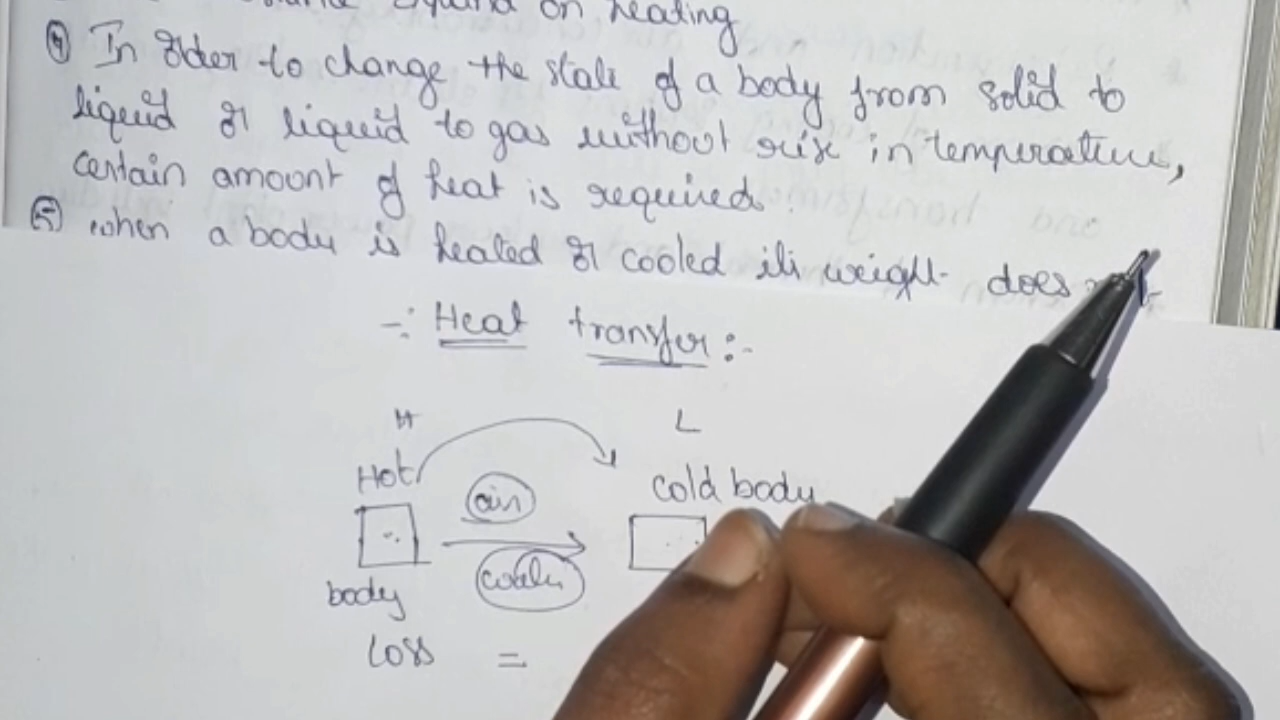 expand on heating
④ In order to change the state of a body from solid to
liquid or liquid to gas without rise in temperature,
certain amount of heat is required.
⑤ when a body is heated or cooled its weight does
-: Heat transfer :-
H L
Hot cold body
air
body
Loss =